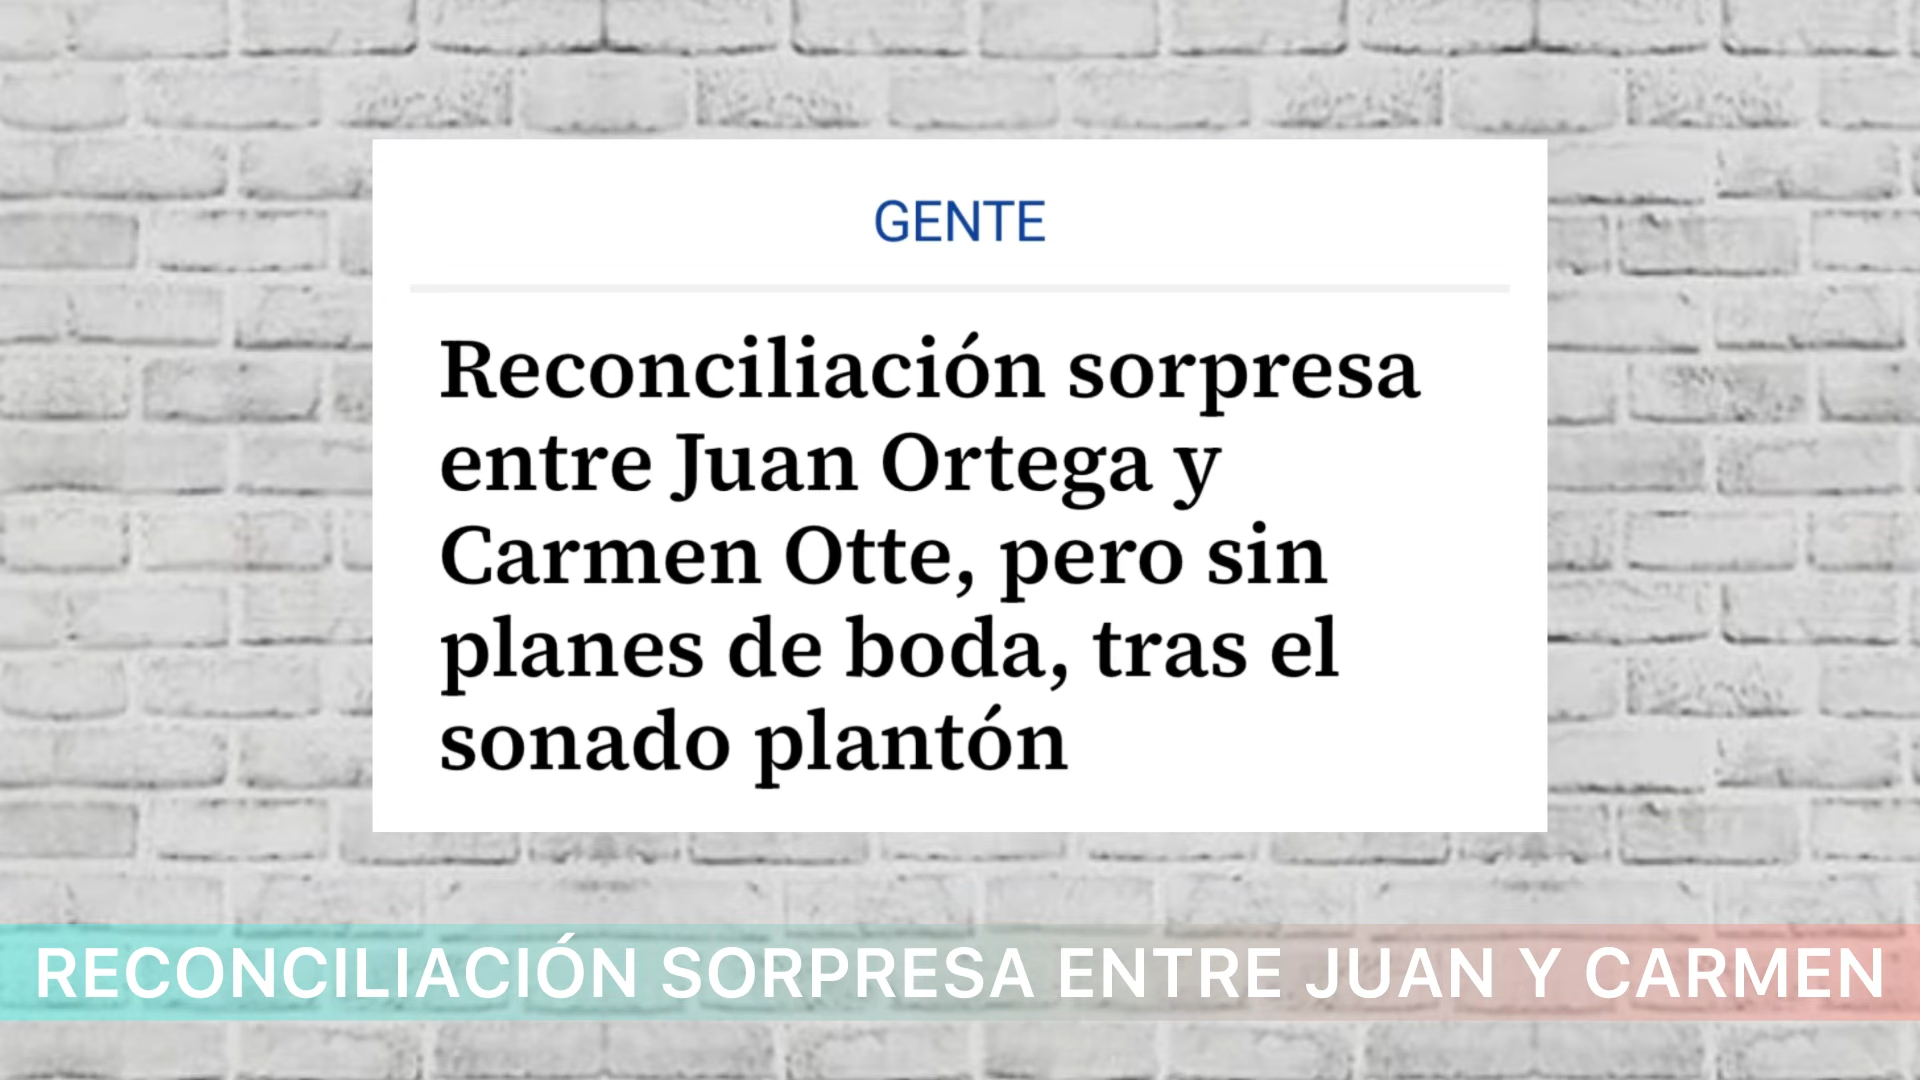 GENTE
Reconciliación sorpresa
entre Juan Ortega y
Carmen Otte, pero sin
planes de boda, tras el
sonado plantón
RECONCILIACIÓN SORPRESA ENTRE JUAN Y CARMEN